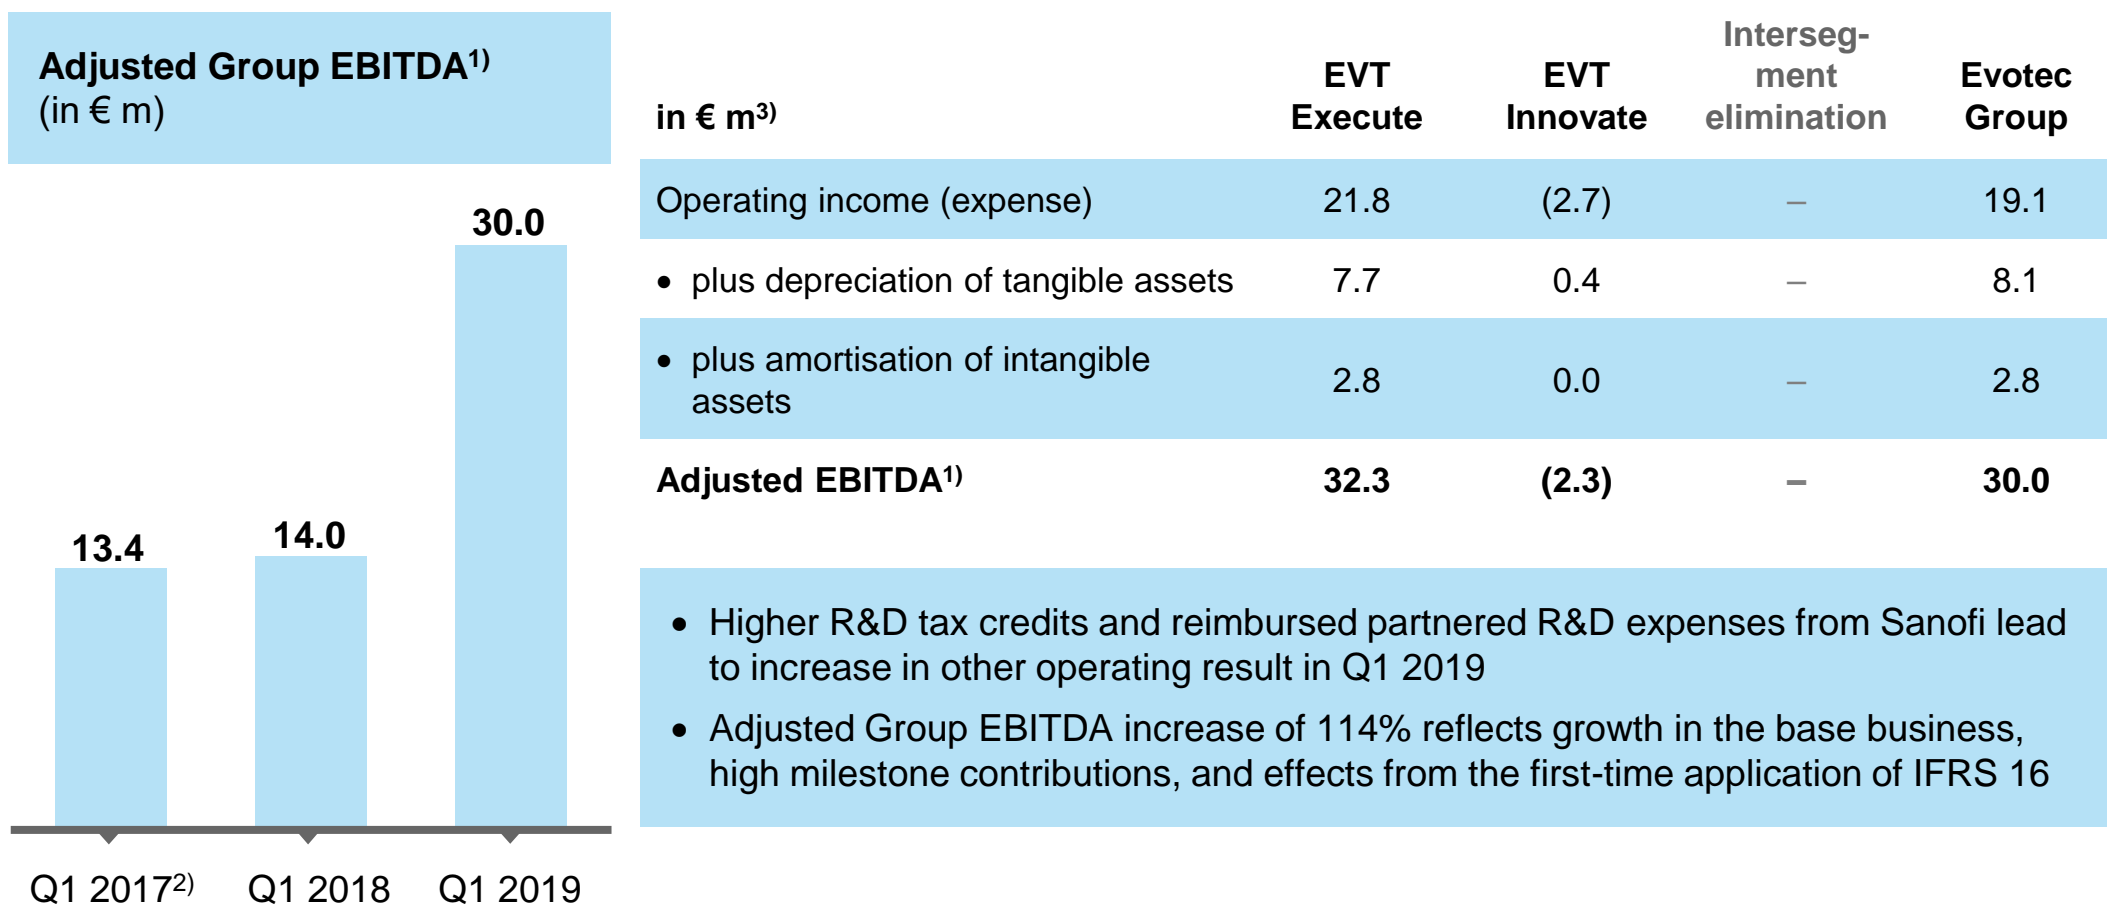 Adjusted Group EBITDA1)
(in € m)
30.0
13.4
14.0
Q1 20172)
Q1 2018
Q1 2019
in € m3)
EVT
Execute
EVT
Innovate
Interseg-
ment
elimination
Evotec
Group
Operating income (expense) 21.8 (2.7) – 19.1
• plus depreciation of tangible assets 7.7 0.4 – 8.1
• plus amortisation of intangible
assets 2.8 0.0 – 2.8
Adjusted EBITDA1) 32.3 (2.3) – 30.0
• Higher R&D tax credits and reimbursed partnered R&D expenses from Sanofi lead
to increase in other operating result in Q1 2019
• Adjusted Group EBITDA increase of 114% reflects growth in the base business,
high milestone contributions, and effects from the first-time application of IFRS 16